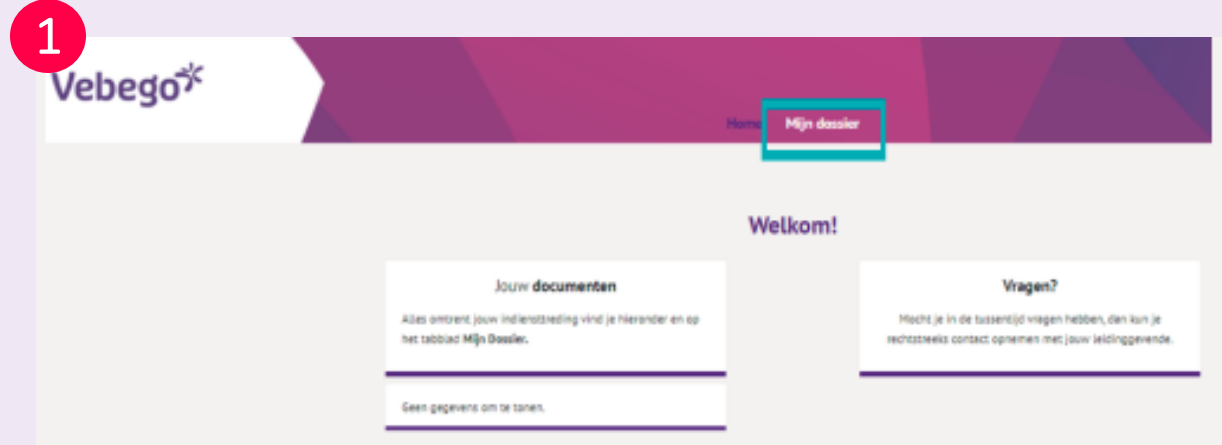 1
Vebego
Home Mijn dossier
Welkom!
Jouw documenten
Alles omtrent jouw indiensttreding vind je hieronder en op
het tabblad Mijn Dossier.
Geen gegevens om te tonen.
Vragen?
Mocht je in de tussentijd vragen hebben, dan kun je
rechtstreeks contact opnemen met jouw leidinggevende.